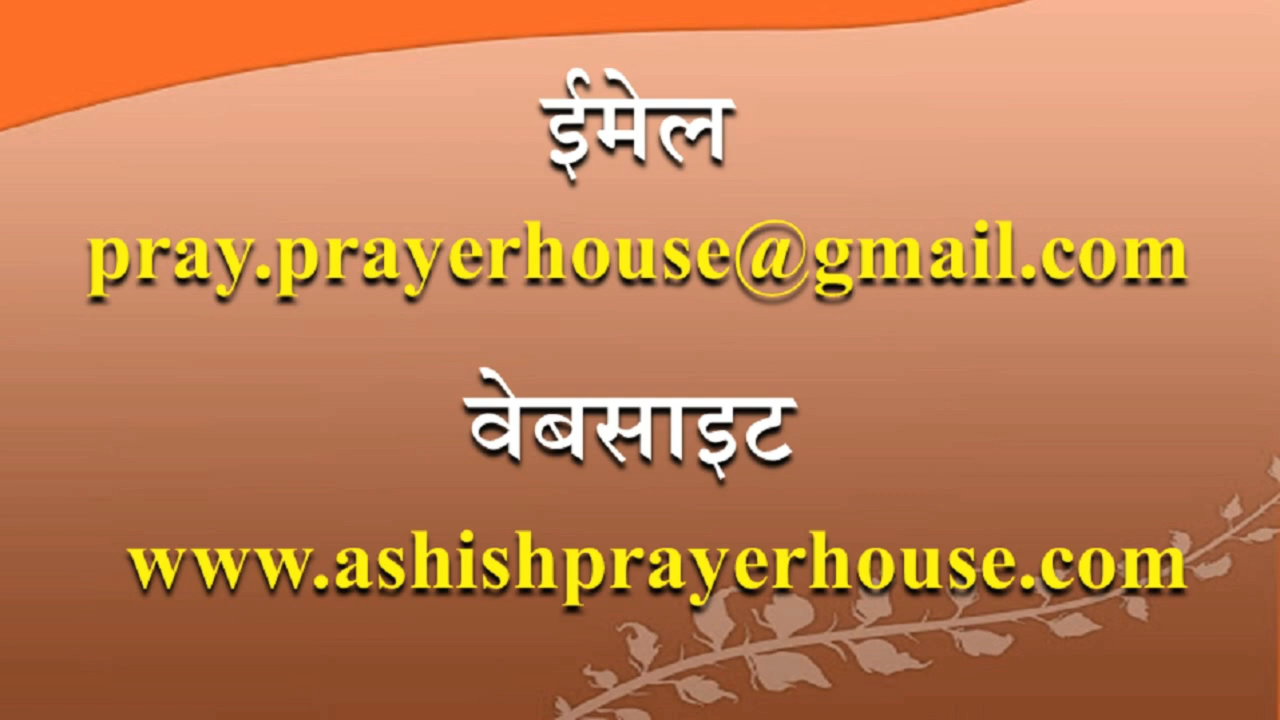 ईमेल
pray.prayerhouse@gmail.com
वेबसाइट
www.ashishprayerhouse.com